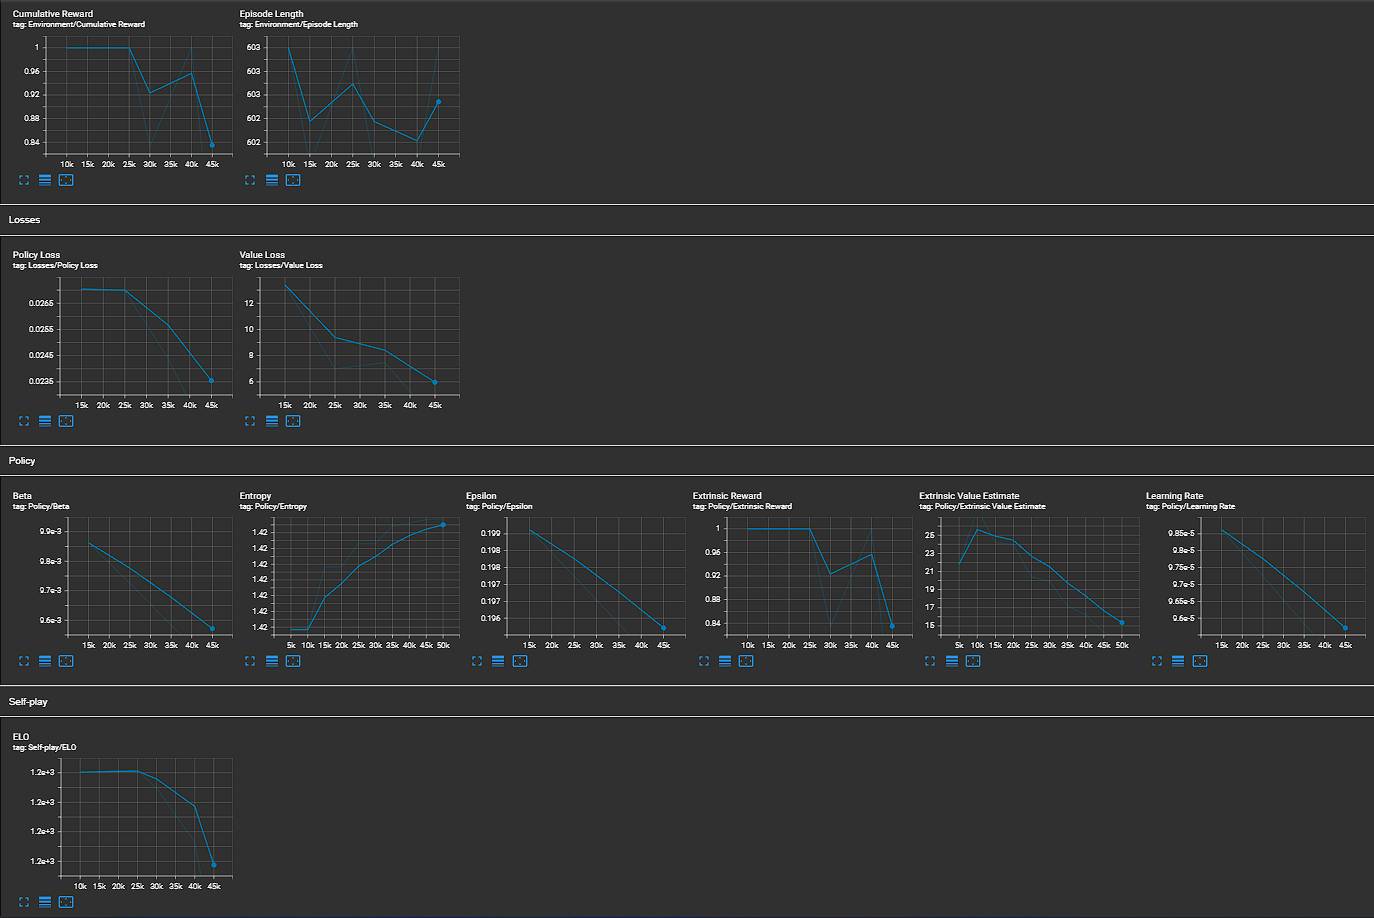 Cumulative Reward
tag: Environment/Cumulative Reward
1
0.96
0.92
0.88
0.84
10k 15k 20k 25k 30k 35k 40k 45k
Episode Length
tag: Environment/Episode Length
603
603
603
602
602
10k 15k 20k 25k 30k 35k 40k 45k
Losses
Policy Loss
tag: Losses/Policy Loss
0.0265
0.0255
0.0245
0.0235
15k 20k 25k 30k 35k 40k 45k
Value Loss
tag: Losses/Value Loss
12
10
8
6
15k 20k 25k 30k 35k 40k 45k
Policy
Beta
tag: Policy/Beta
9.9e-3
9.8e-3
9.7e-3
9.6e-3
15k 20k 25k 30k 35k 40k 45k
Entropy
tag: Policy/Entropy
1.42
1.42
1.42
1.42
1.42
1.42
1.42
5k 10k 15k 20k 25k 30k 35k 40k 45k 50k
Epsilon
tag: Policy/Epsilon
0.199
0.198
0.198
0.197
0.197
0.196
15k 20k 25k 30k 35k 40k 45k
Extrinsic Reward
tag: Policy/Extrinsic Reward
1
0.96
0.92
0.88
0.84
10k 15k 20k 25k 30k 35k 40k 45k
Extrinsic Value Estimate
tag: Policy/Extrinsic Value Estimate
25
23
21
19
17
15
5k 10k 15k 20k 25k 30k 35k 40k 45k 50k
Learning Rate
tag: Policy/Learning Rate
9.85e-5
9.8e-5
9.75e-5
9.7e-5
9.65e-5
9.6e-5
15k 20k 25k 30k 35k 40k 45k
Self-play
ELO
tag: Self-play/ELO
1.2e+3
1.2e+3
1.2e+3
1.2e+3
10k 15k 20k 25k 30k 35k 40k 45k